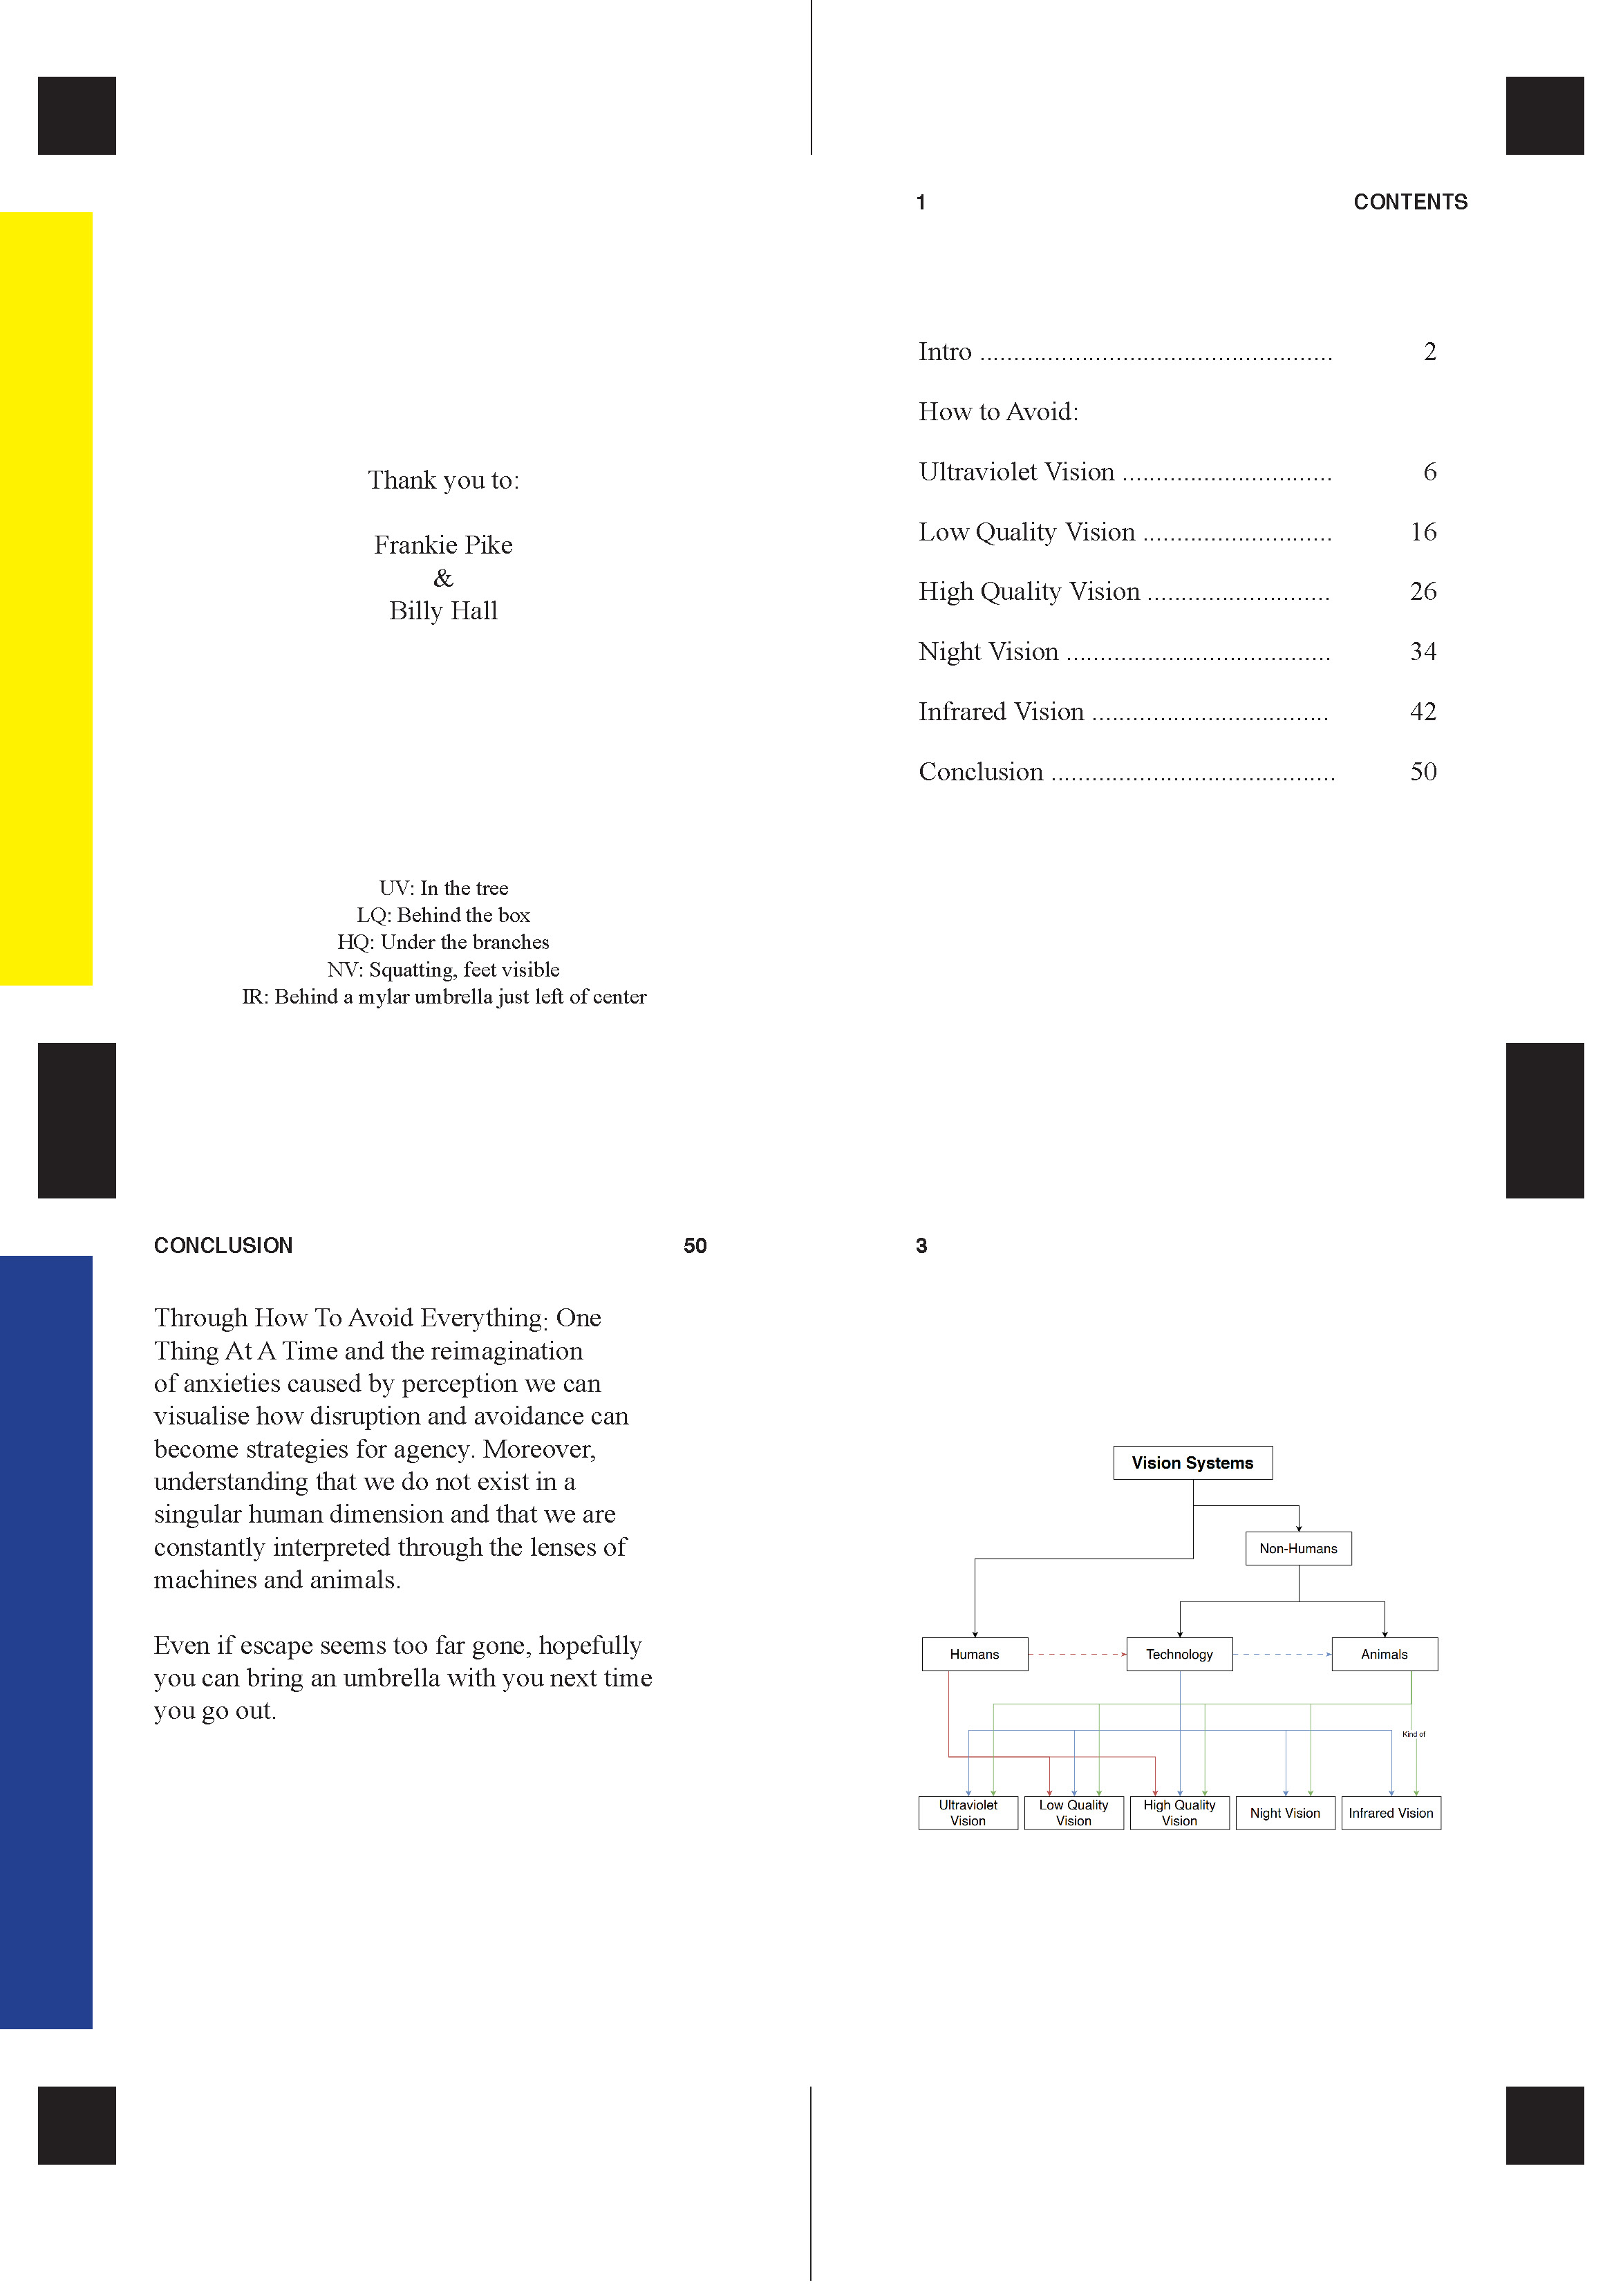 Thank you to:
Frankie Pike
&
Billy Hall
UV: In the tree
LQ: Behind the box
HQ: Under the branches
NV: Squatting, feet visible
IR: Behind a mylar umbrella just left of center
1 CONTENTS
Intro .................................................... 2
How to Avoid:
Ultraviolet Vision ............................... 6
Low Quality Vision ............................ 16
High Quality Vision ........................... 26
Night Vision ....................................... 34
Infrared Vision ................................... 42
Conclusion .......................................... 50
CONCLUSION 50
Through How To Avoid Everything: One
Thing At A Time and the reimagination
of anxieties caused by perception we can
visualise how disruption and avoidance can
become strategies for agency. Moreover,
understanding that we do not exist in a
singular human dimension and that we are
constantly interpreted through the lenses of
machines and animals.
Even if escape seems too far gone, hopefully
you can bring an umbrella with you next time
you go out.
3
Vision Systems
Non-Humans
Humans
Technology
Animals
Kind of
Ultraviolet
Vision
Low Quality
Vision
High Quality
Vision
Night Vision
Infrared Vision